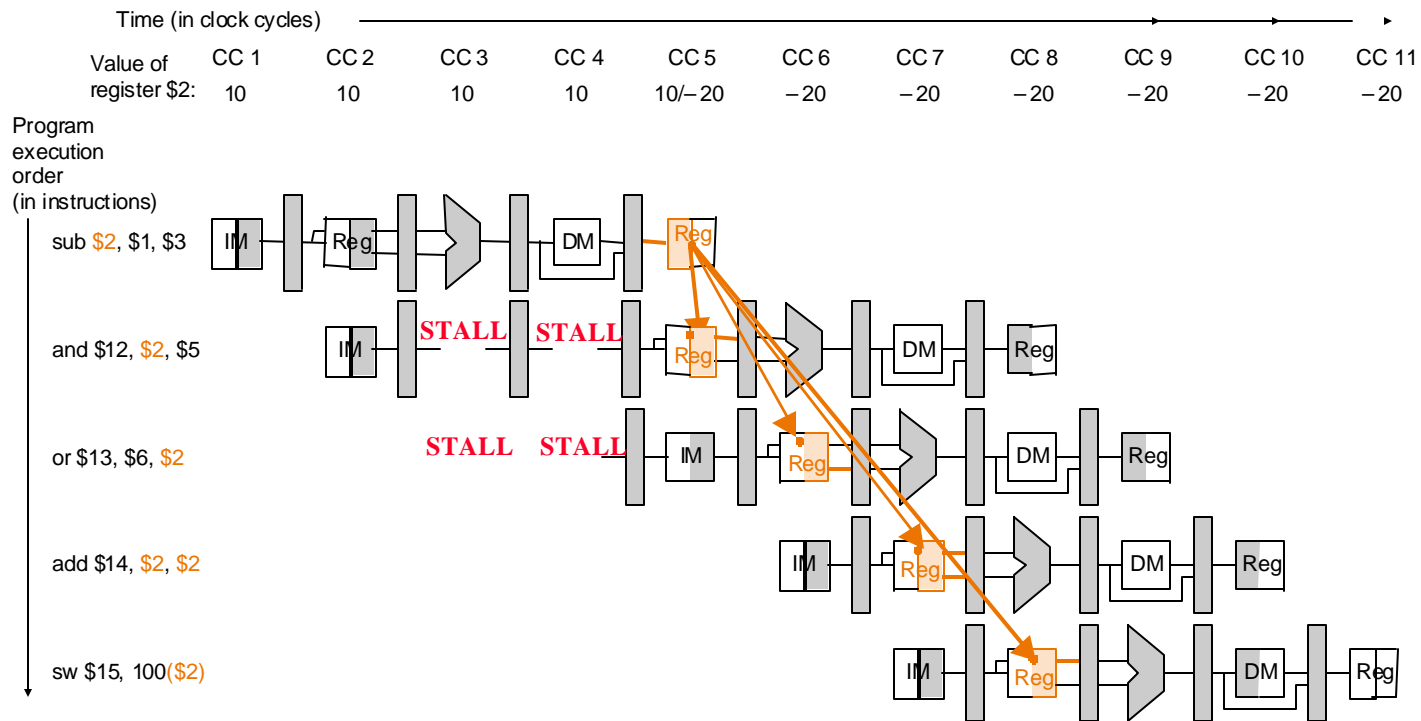 Time (in clock cycles)
CC 1 CC 2 CC 3 CC 4 CC 5 CC 6 CC 7 CC 8 CC 9 CC 10 CC 11
Value of
register $2:
10 10 10 10 10/–20 –20 –20 –20 –20 –20 –20
Program
execution
order
(in instructions)
sub $2, $1, $3
IM Reg DM Reg
and $12, $2, $5
IM STALL STALL Reg DM Reg
or $13, $6, $2
STALL STALL IM Reg DM Reg
add $14, $2, $2
IM Reg DM Reg
sw $15, 100($2)
IM Reg DM Reg